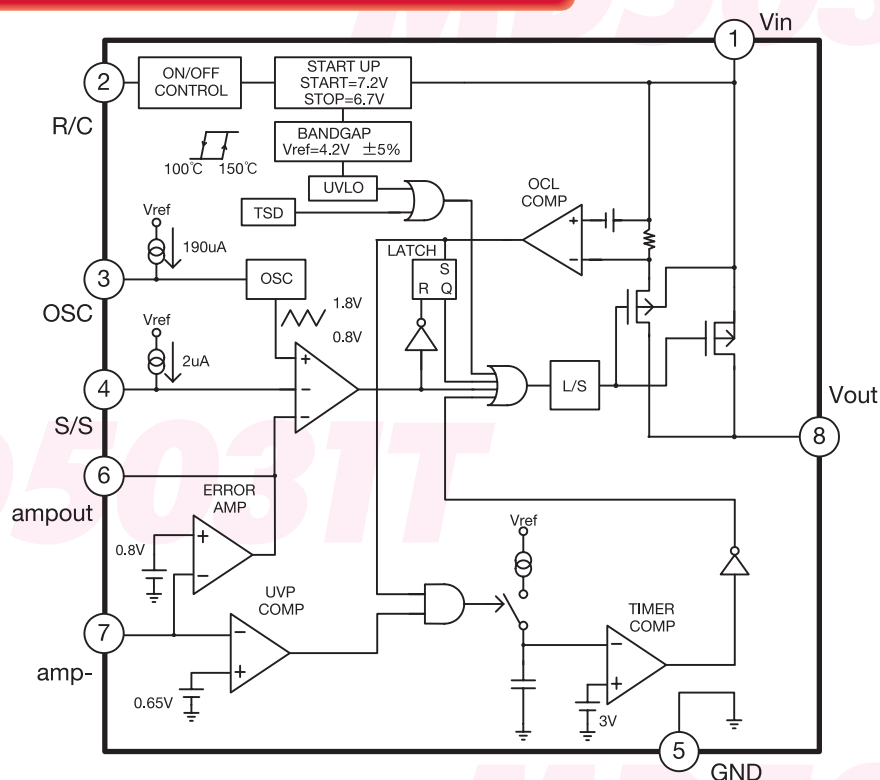 MD5031T
1 Vin
2
R/C
ON/OFF
CONTROL
START UP
START=7.2V
STOP=6.7V
BANDGAP
Vref=4.2V ±5%
100℃ 150℃
UVLO
TSD
OCL
COMP
+
−
Vref
190uA
3
OSC
OSC
LATCH
S
R Q
1.8V
0.8V
Vref
2uA
4
S/S
+
−
−
L/S
Vout
8
D5031T
6
ampout
ERROR
AMP
0.8V
+
−
7
amp-
UVP
COMP
−
+
0.65V
Vref
TIMER
COMP
−
+
3V
5
GND